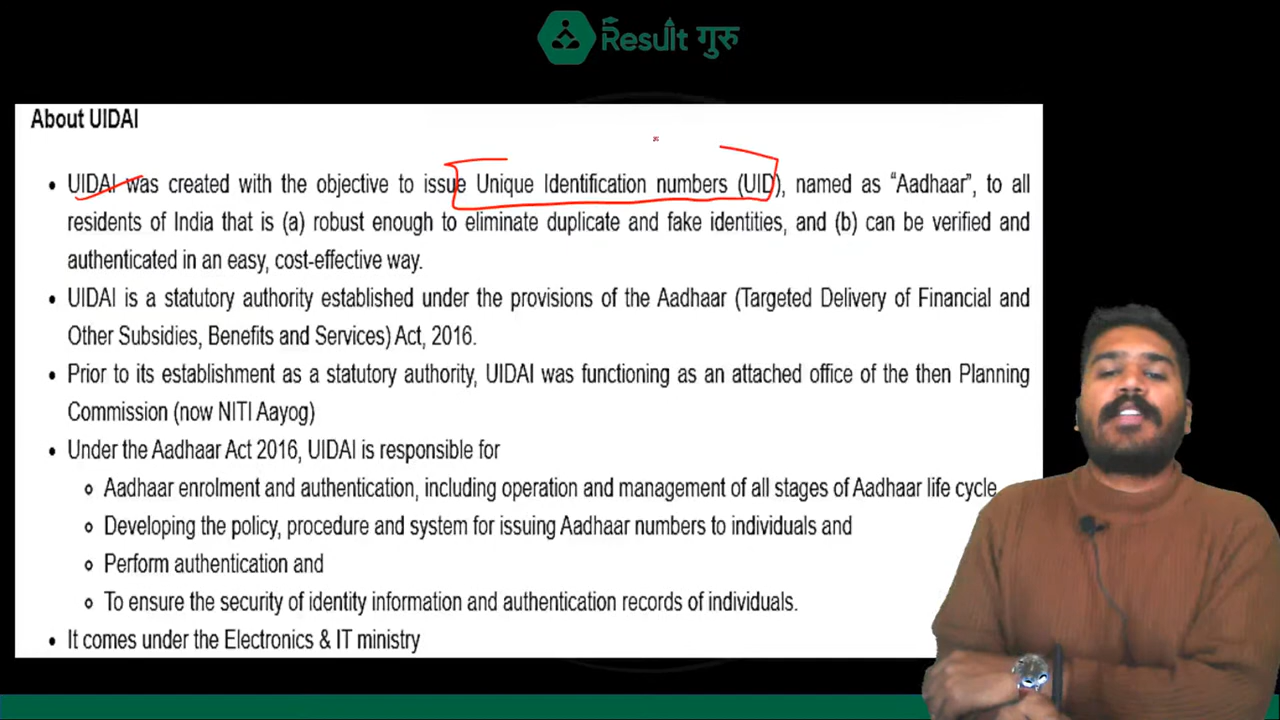 Result गुरु
About UIDAI
• UIDAI was created with the objective to issue Unique Identification numbers (UID), named as “Aadhaar”, to all
residents of India that is (a) robust enough to eliminate duplicate and fake identities, and (b) can be verified and
authenticated in an easy, cost-effective way.
• UIDAI is a statutory authority established under the provisions of the Aadhaar (Targeted Delivery of Financial and
Other Subsidies, Benefits and Services) Act, 2016.
• Prior to its establishment as a statutory authority, UIDAI was functioning as an attached office of the then Planning
Commission (now NITI Aayog)
• Under the Aadhaar Act 2016, UIDAI is responsible for
o Aadhaar enrolment and authentication, including operation and management of all stages of Aadhaar life cycle
o Developing the policy, procedure and system for issuing Aadhaar numbers to individuals and
o Perform authentication and
o To ensure the security of identity information and authentication records of individuals.
• It comes under the Electronics & IT ministry